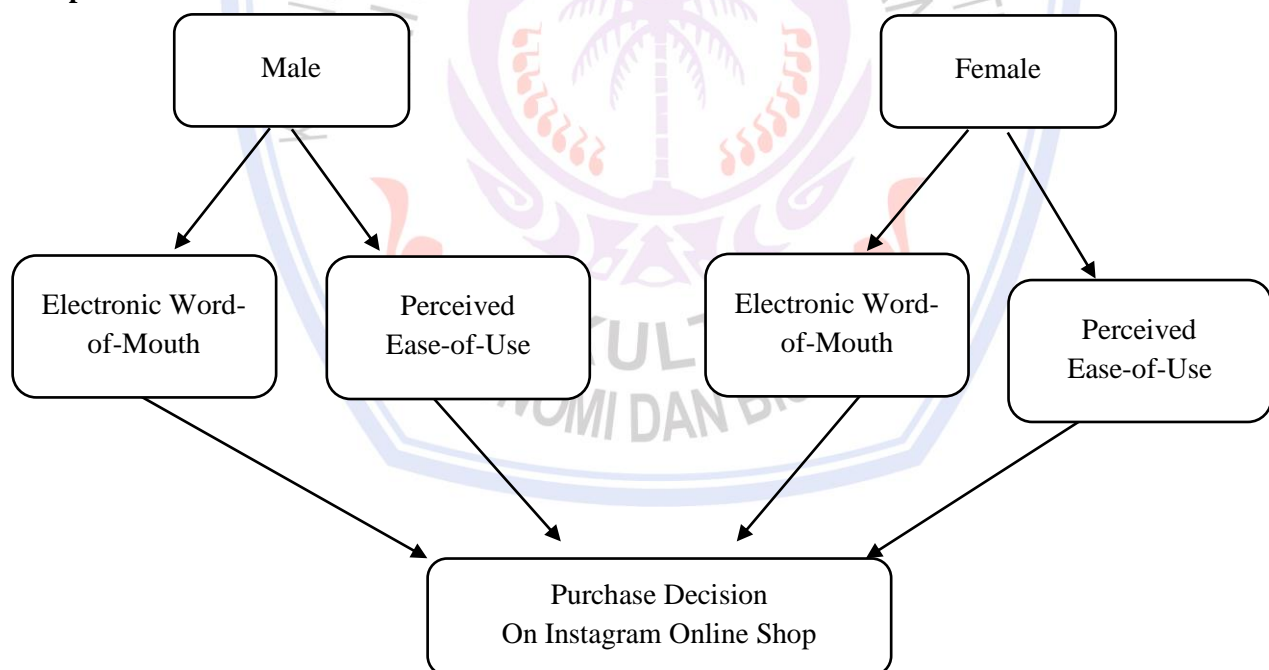 Male
Female
Electronic Word-
of-Mouth
Perceived
Ease-of-Use
Electronic Word-
of-Mouth
Perceived
Ease-of-Use
Purchase Decision
On Instagram Online Shop
DAN